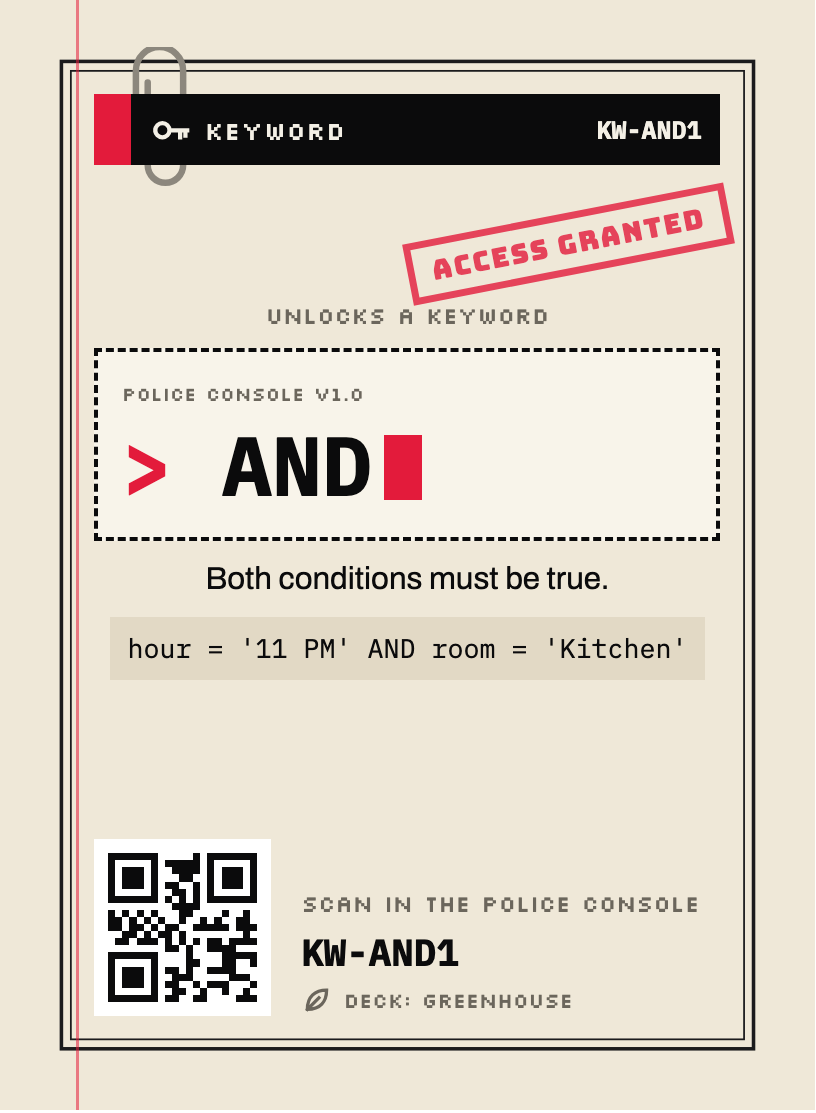 KEYWORD
KW-AND1
ACCESS GRANTED
UNLOCKS A KEYWORD
POLICE CONSOLE V1.0
> AND
Both conditions must be true.
hour = '11 PM' AND room = 'Kitchen'
SCAN IN THE POLICE CONSOLE
KW-AND1
DECK: GREENHOUSE